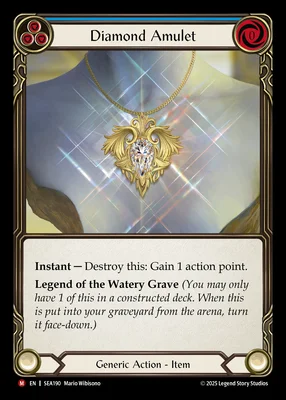 Diamond Amulet
0
Instant — Destroy this: Gain 1 action point.
Legend of the Watery Grave (You may only
have 1 of this in a constructed deck. When this
is put into your graveyard from the arena, turn
it face-down.)
Generic Action - Item
M EN SEA190 Mario Wibisono
© 2025 Legend Story Studios